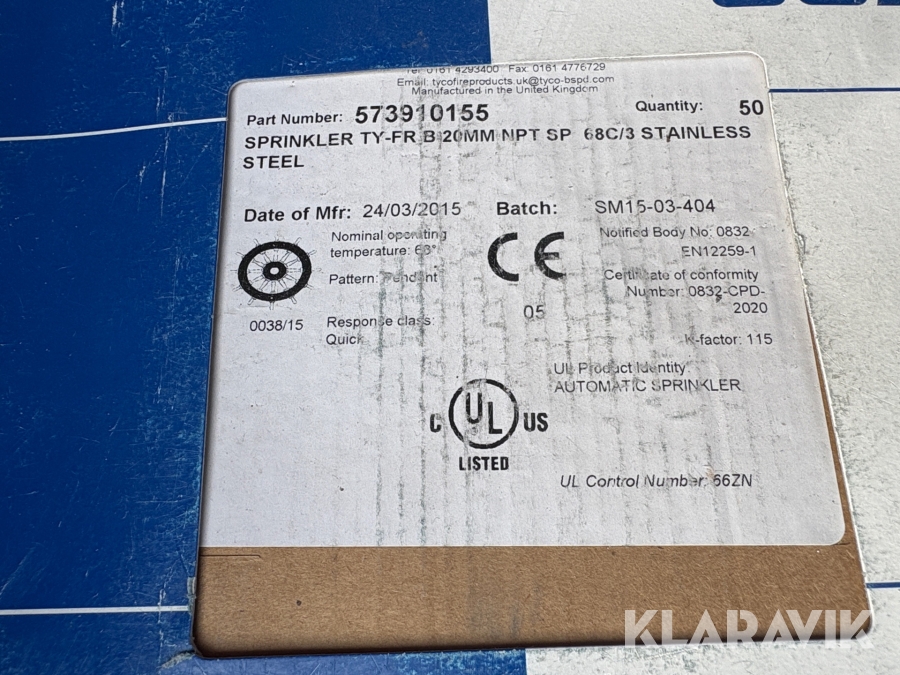 Tel 0161 4293400 Fax: 0161 4776729
Email: tycofireproducts.uk@tyco-bspd.com
Manufactured in the United Kingdom
Part Number: 573910155 Quantity: 50
SPRINKLER TY-FR B 20MM NPT SP 68C/3 STAINLESS
STEEL
Date of Mfr: 24/03/2015 Batch: SM15-03-404
Nominal operating
temperature: 68°
Pattern: Pendant
0038/15
Response class:
Quick
CE
05
Notified Body No: 0832
EN12259-1
Certificate of conformity
Number: 0832-CPD-
2020
K-factor: 115
UL Product Identity:
AUTOMATIC SPRINKLER
C UL US
LISTED
UL Control Number: 56ZN
KLARAVIK